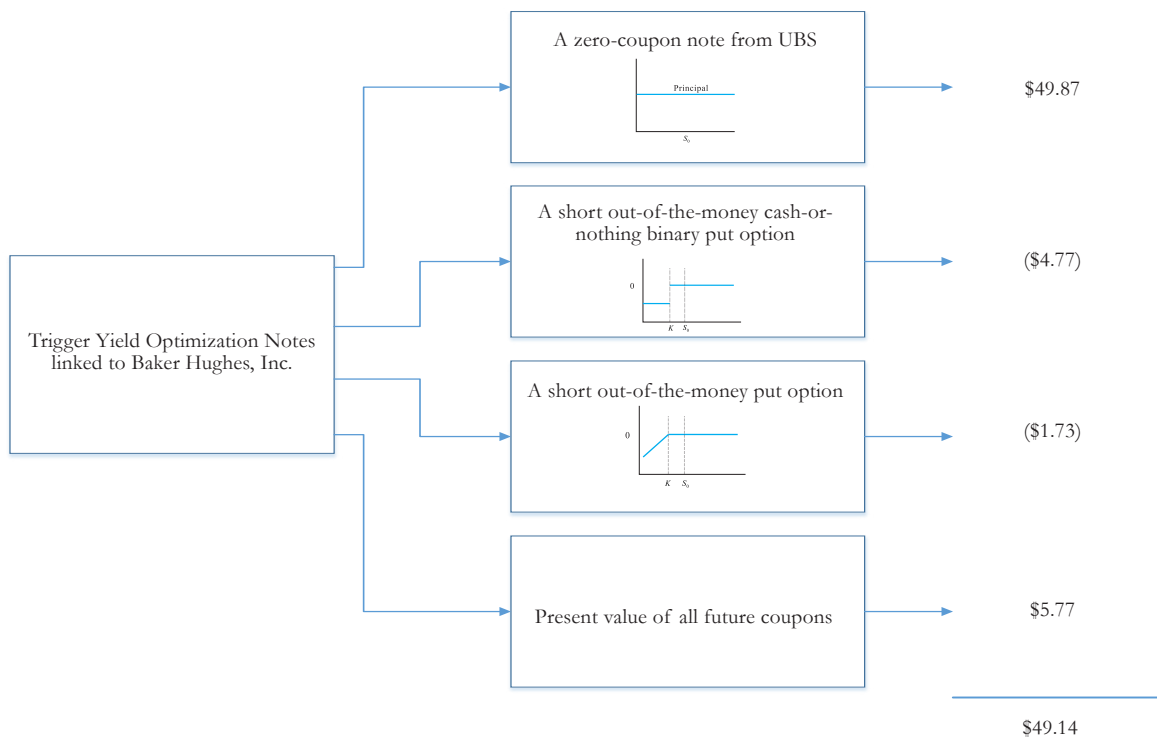 A zero-coupon note from UBS
Principal
S₀
$49.87
A short out-of-the-money cash-or-
nothing binary put option
0
K
S₀
($4.77)
Trigger Yield Optimization Notes
linked to Baker Hughes, Inc.
A short out-of-the-money put option
0
K
S₀
($1.73)
Present value of all future coupons
$5.77
$49.14